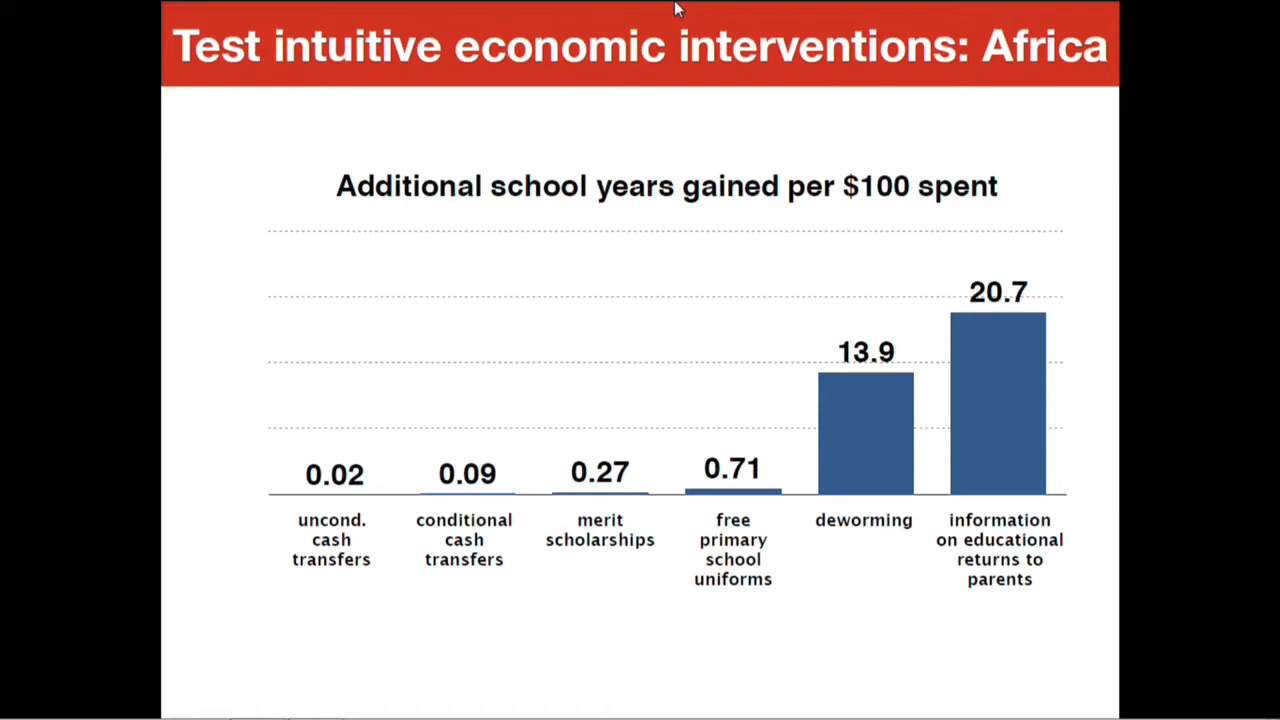 Test intuitive economic interventions: Africa
Additional school years gained per $100 spent
0.02
0.09
0.27
0.71
13.9
20.7
uncond.
cash
transfers
conditional
cash
transfers
merit
scholarships
free
primary
school
uniforms
deworming
information
on educational
returns to
parents